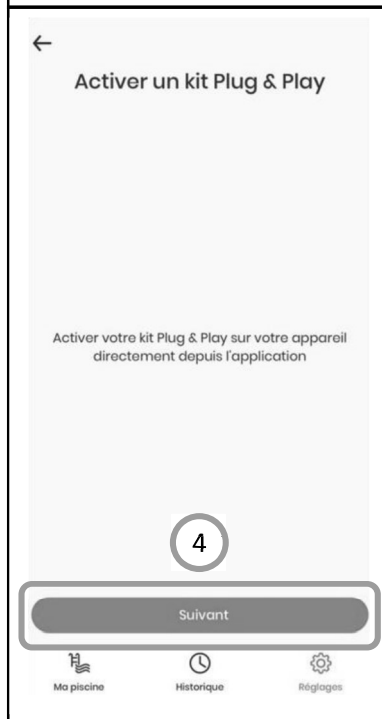 Activer un kit Plug & Play
Activer votre kit Plug & Play sur votre appareil
directement depuis l'application
4
Suivant
Ma piscine
Historique
Réglages